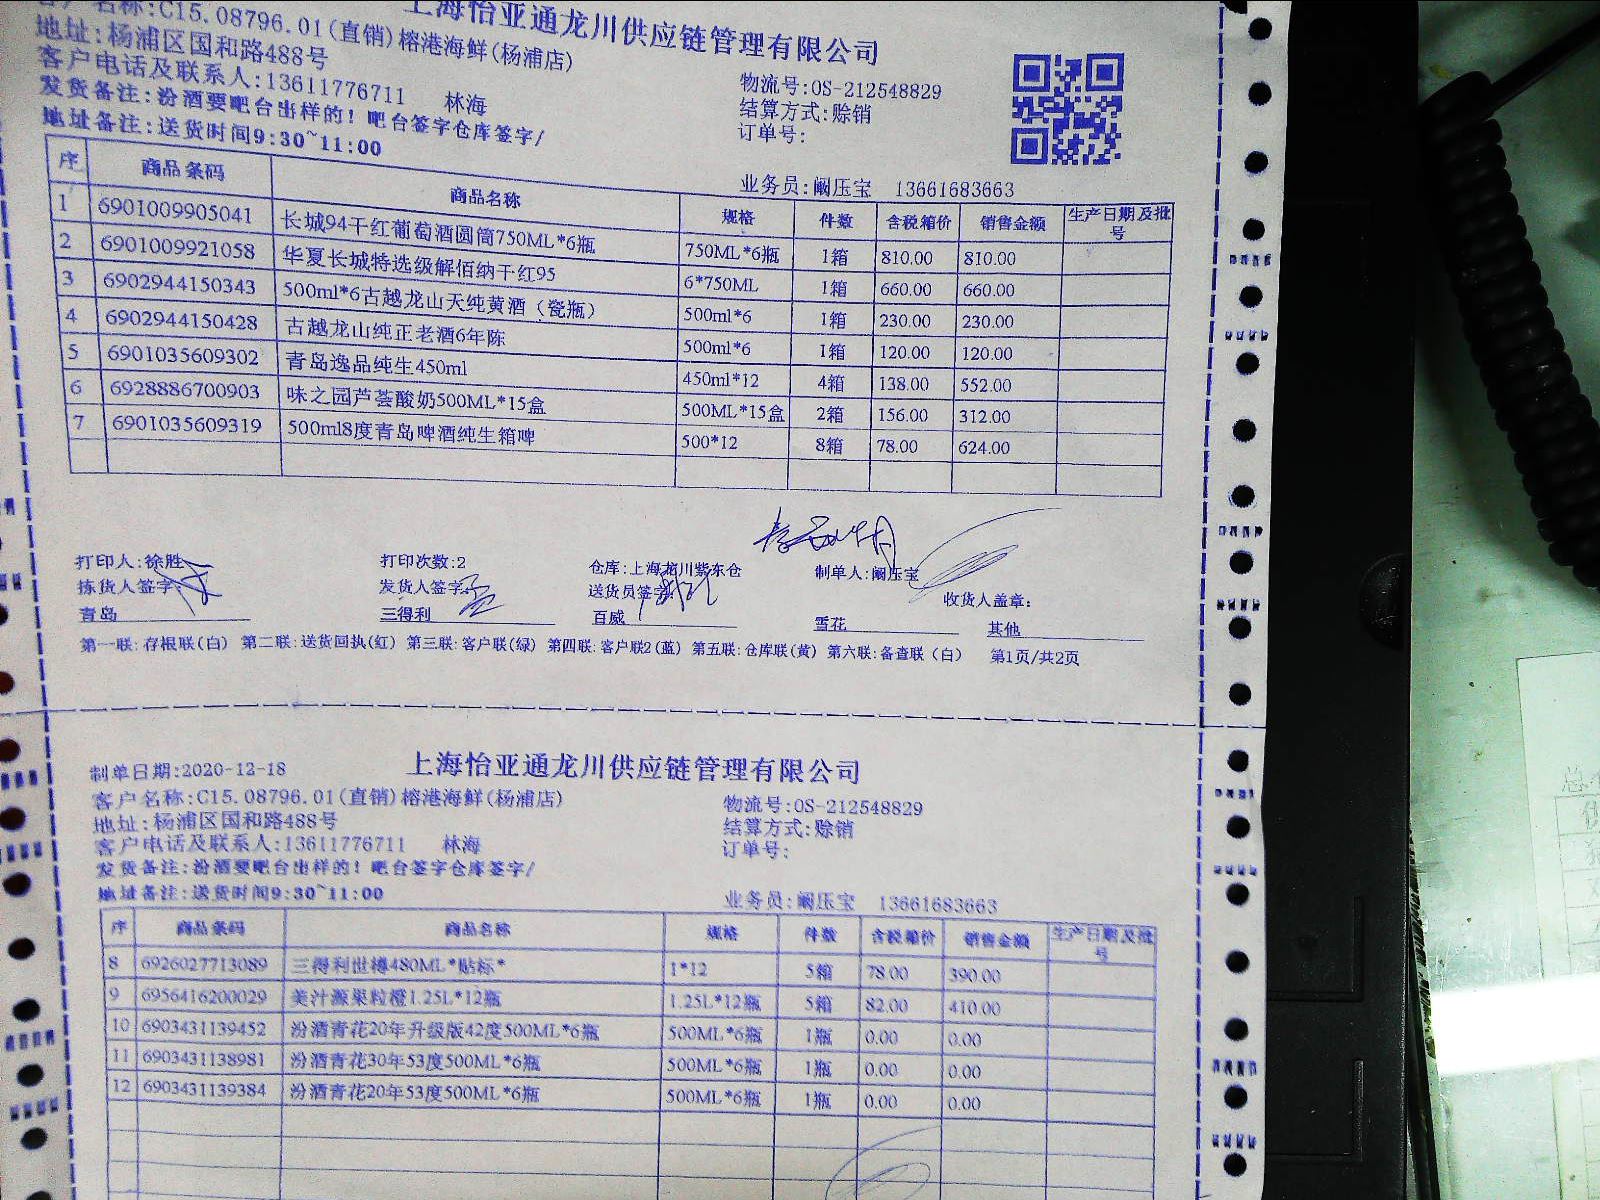 上海怡亚通龙川供应链管理有限公司
客户名称:C15.08796.01(直销)榕港海鲜(杨浦店)
地址:杨浦区国和路488号
客户电话及联系人:13611776711 林海
发货备注:汾酒要吧台出样的！吧台签字仓库签字/
地址备注:送货时间9:30~11:00
物流号:OS-212548829
结算方式:赊销
订单号:
业务员:阚压宝 13661683663
序 商品条码 商品名称 规格 件数 含税箱价 销售金额 生产日期及批号
1 6901009905041 长城94干红葡萄酒圆筒750ML*6瓶 750ML*6瓶 1箱 810.00 810.00
2 6901009921058 华夏长城特选级解佰纳干红95 6*750ML 1箱 660.00 660.00
3 6902944150343 500ml*6古越龙山天纯黄酒（瓷瓶） 500ml*6 1箱 230.00 230.00
4 6902944150428 古越龙山纯正老酒6年陈 500ml*6 1箱 120.00 120.00
5 6901035609302 青岛逸品纯生450ml 450ml*12 4箱 138.00 552.00
6 6928886700903 味之园芦荟酸奶500ML*15盒 500ML*15盒 2箱 156.00 312.00
7 6901035609319 500ml8度青岛啤酒纯生箱啤 500*12 8箱 78.00 624.00
打印人:徐胜 打印次数:2 仓库:上海龙川紫东仓 制单人:阚压宝
拣货人签字: 发货人签字: 送货员签字: 收货人盖章:
青岛 三得利 百威 雪花 其他
第一联:存根联(白) 第二联:送货回执(红) 第三联:客户联(绿) 第四联:客户联2(蓝) 第五联:仓库联(黄) 第六联:备查联（白） 第1页/共2页
制单日期:2020-12-18 上海怡亚通龙川供应链管理有限公司
客户名称:C15.08796.01(直销)榕港海鲜(杨浦店)
地址:杨浦区国和路488号
客户电话及联系人:13611776711 林海
发货备注:汾酒要吧台出样的！吧台签字仓库签字/
地址备注:送货时间9:30~11:00
物流号:OS-212548829
结算方式:赊销
订单号:
业务员:阚压宝 13661683663
序 商品条码 商品名称 规格 件数 含税箱价 销售金额 生产日期及批号
8 6926027713089 三得利世樽480ML*贴标* 1*12 5箱 78.00 390.00
9 6956416200029 美汁源果粒橙1.25L*12瓶 1.25L*12瓶 5箱 82.00 410.00
10 6903431139452 汾酒青花20年升级版42度500ML*6瓶 500ML*6瓶 1瓶 0.00 0.00
11 6903431138981 汾酒青花30年53度500ML*6瓶 500ML*6瓶 1瓶 0.00 0.00
12 6903431139384 汾酒青花20年53度500ML*6瓶 500ML*6瓶 1瓶 0.00 0.00